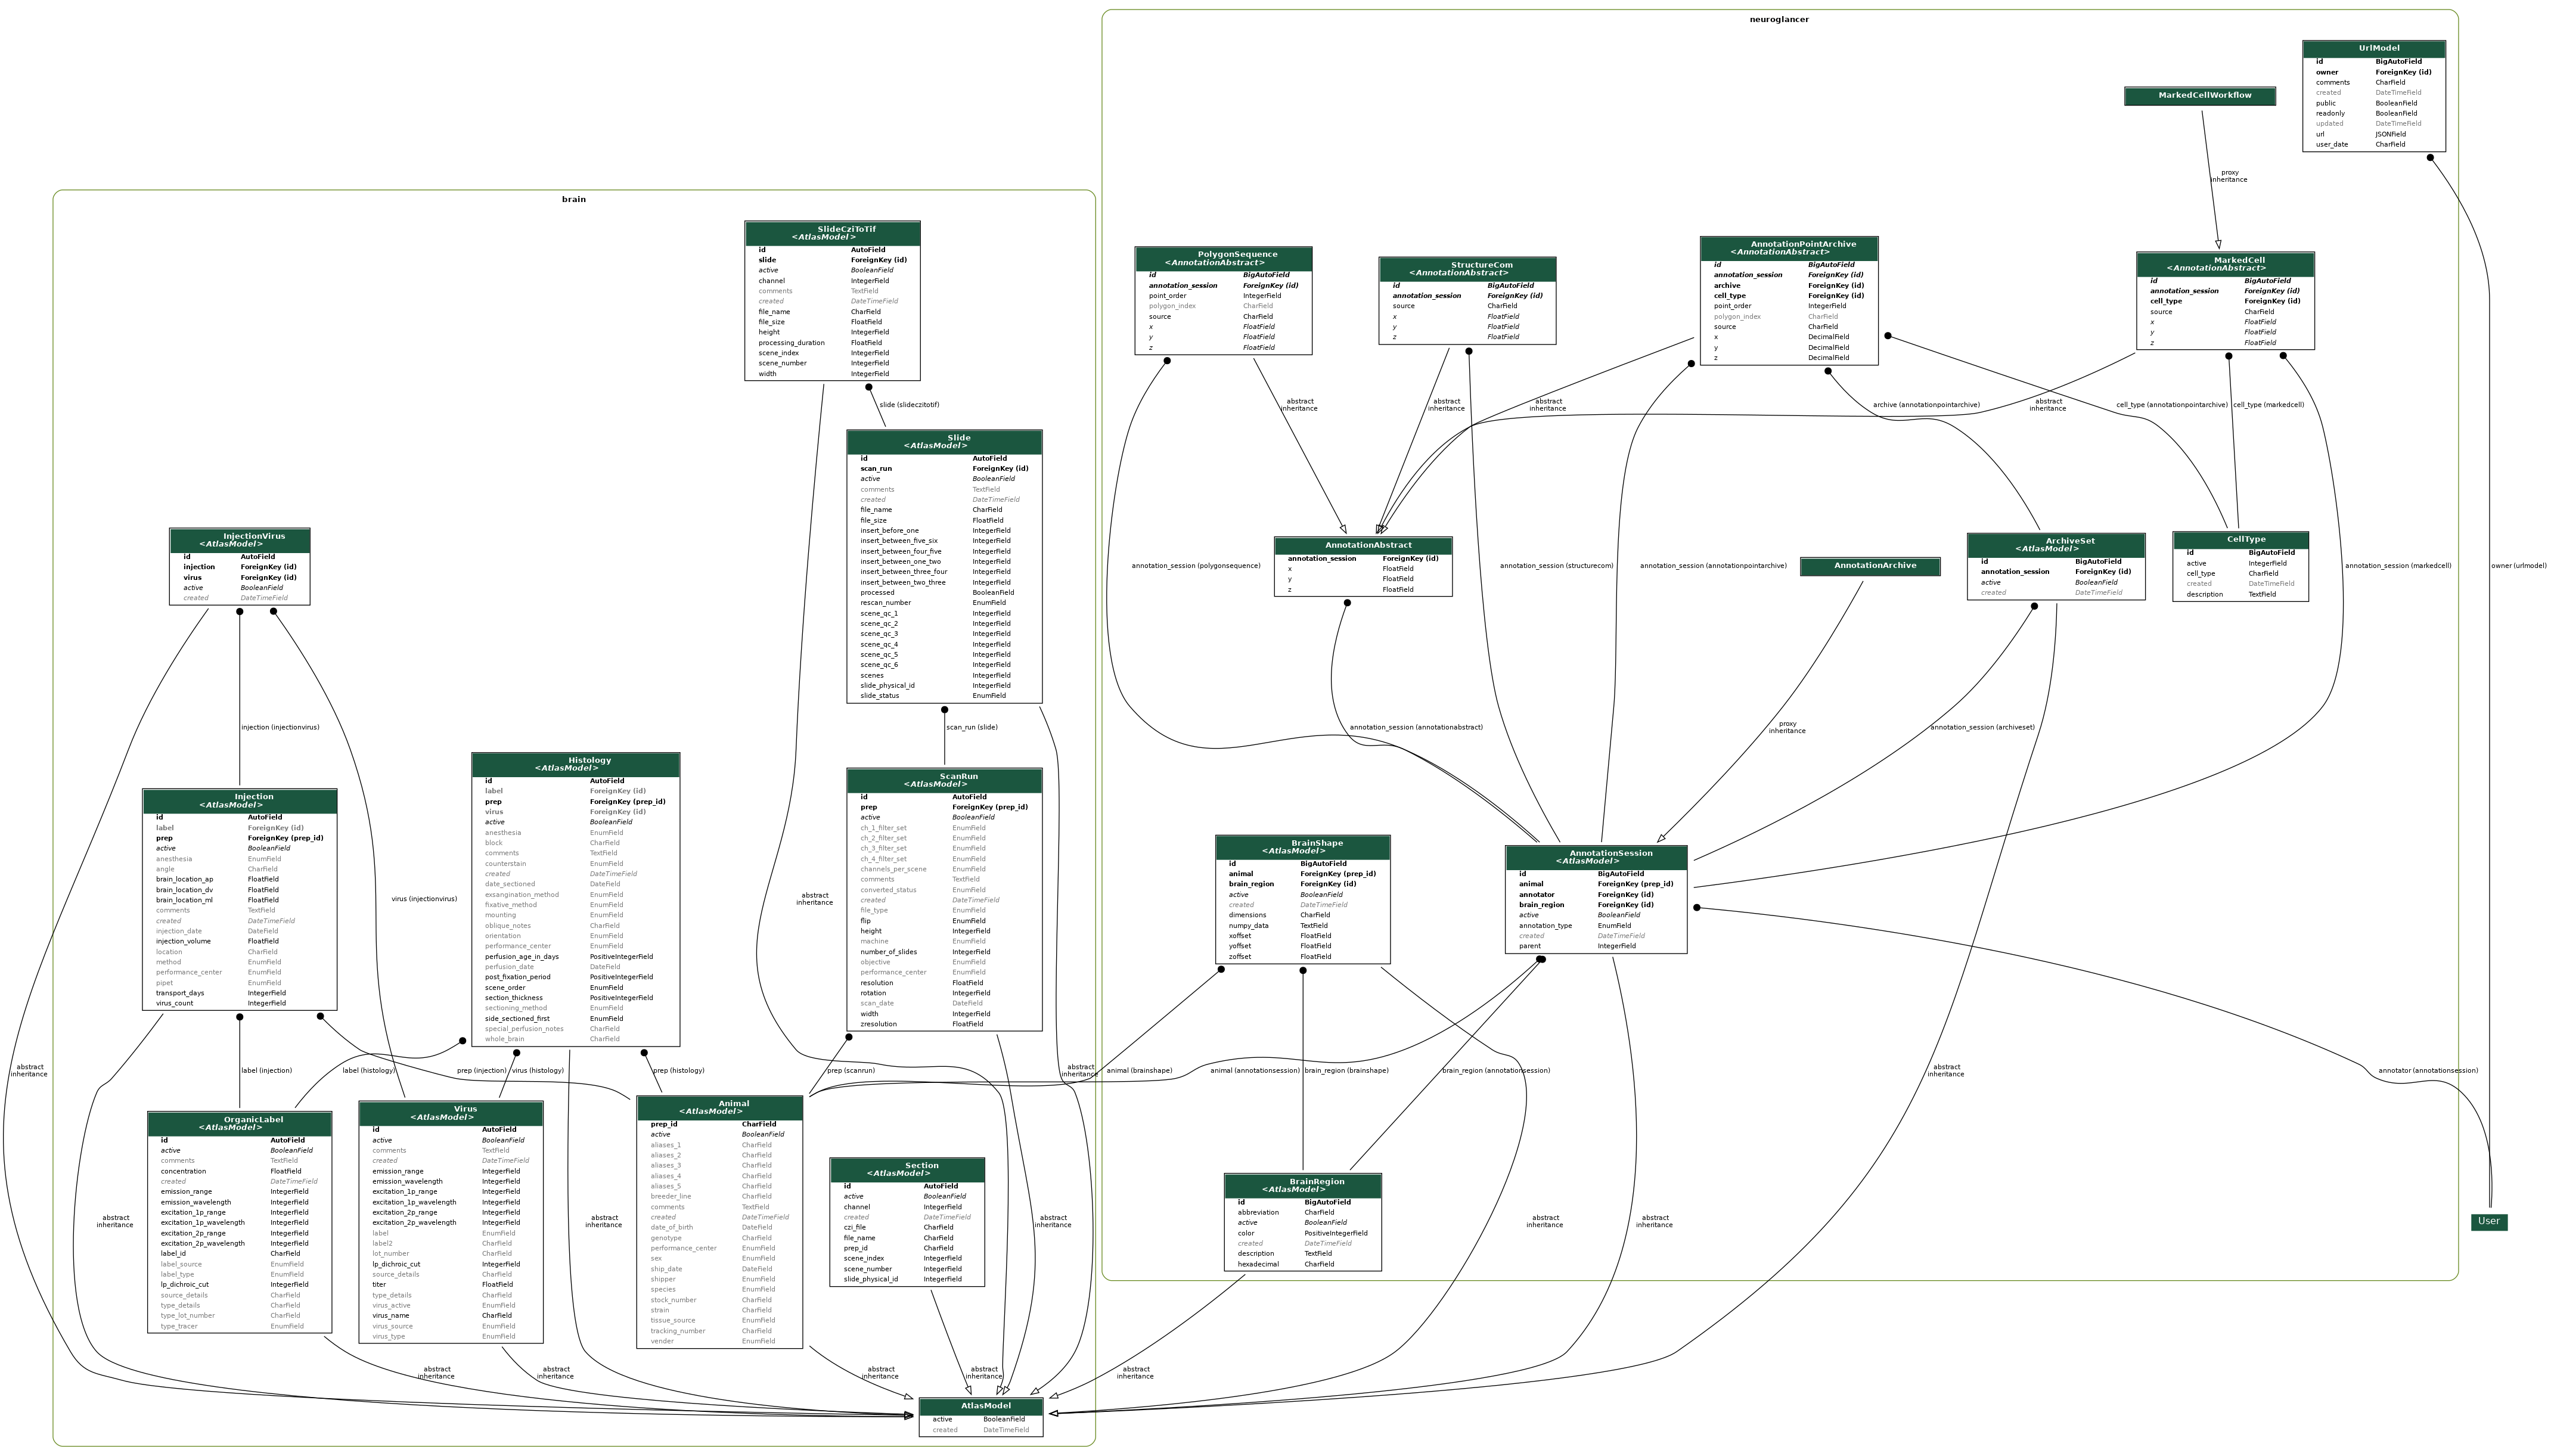 neuroglancer
UrlModel
id BigAutoField
owner ForeignKey (id)
comments CharField
created DateTimeField
public BooleanField
readonly BooleanField
updated DateTimeField
url JSONField
user_date CharField
MarkedCellWorkflow
proxy
inheritance
brain
SlideCziToTif
<AtlasModel>
id AutoField
slide ForeignKey (id)
active BooleanField
channel IntegerField
comments TextField
created DateTimeField
file_name CharField
file_size FloatField
height IntegerField
processing_duration FloatField
scene_index IntegerField
scene_number IntegerField
width IntegerField
PolygonSequence
<AnnotationAbstract>
id BigAutoField
annotation_session ForeignKey (id)
point_order IntegerField
polygon_index CharField
source CharField
x FloatField
y FloatField
z FloatField
StructureCom
<AnnotationAbstract>
id BigAutoField
annotation_session ForeignKey (id)
source CharField
x FloatField
y FloatField
z FloatField
AnnotationPointArchive
<AnnotationAbstract>
id BigAutoField
annotation_session ForeignKey (id)
archive ForeignKey (id)
cell_type ForeignKey (id)
point_order IntegerField
polygon_index CharField
source CharField
x DecimalField
y DecimalField
z DecimalField
MarkedCell
<AnnotationAbstract>
id BigAutoField
annotation_session ForeignKey (id)
cell_type ForeignKey (id)
source CharField
x FloatField
y FloatField
z FloatField
slide (slideczitotif)
abstract
inheritance
abstract
inheritance
abstract
inheritance
archive (annotationpointarchive)
abstract
inheritance
cell_type (annotationpointarchive)
cell_type (markedcell)
Slide
<AtlasModel>
id AutoField
scan_run ForeignKey (id)
active BooleanField
comments TextField
created DateTimeField
file_name CharField
file_size FloatField
insert_before_one IntegerField
insert_between_five_six IntegerField
insert_between_four_five IntegerField
insert_between_one_two IntegerField
insert_between_three_four IntegerField
insert_between_two_three IntegerField
processed BooleanField
rescan_number EnumField
scene_qc_1 IntegerField
scene_qc_2 IntegerField
scene_qc_3 IntegerField
scene_qc_4 IntegerField
scene_qc_5 IntegerField
scene_qc_6 IntegerField
scenes IntegerField
slide_physical_id IntegerField
slide_status EnumField
InjectionVirus
<AtlasModel>
id AutoField
injection ForeignKey (id)
virus ForeignKey (id)
active BooleanField
created DateTimeField
annotation_session (polygonsequence)
AnnotationAbstract
annotation_session ForeignKey (id)
x FloatField
y FloatField
z FloatField
annotation_session (structurecom)
annotation_session (annotationpointarchive)
AnnotationArchive
ArchiveSet
<AtlasModel>
id BigAutoField
annotation_session ForeignKey (id)
active BooleanField
created DateTimeField
CellType
id BigAutoField
active IntegerField
cell_type CharField
created DateTimeField
description TextField
annotation_session (markedcell)
owner (urlmodel)
injection (injectionvirus)
scan_run (slide)
annotation_session (annotationabstract)
proxy
inheritance
annotation_session (archiveset)
Injection
<AtlasModel>
id AutoField
label ForeignKey (id)
prep ForeignKey (prep_id)
active BooleanField
anesthesia EnumField
angle CharField
brain_location_ap FloatField
brain_location_dv FloatField
brain_location_ml FloatField
comments TextField
created DateTimeField
injection_date DateField
injection_volume FloatField
location CharField
method EnumField
performance_center EnumField
pipet EnumField
transport_days IntegerField
virus_count IntegerField
virus (injectionvirus)
Histology
<AtlasModel>
id AutoField
label ForeignKey (id)
prep ForeignKey (prep_id)
virus ForeignKey (id)
active BooleanField
anesthesia EnumField
block CharField
comments TextField
counterstain EnumField
created DateTimeField
date_sectioned DateField
exsangination_method EnumField
fixative_method EnumField
mounting EnumField
oblique_notes CharField
orientation EnumField
performance_center EnumField
perfusion_age_in_days PositiveIntegerField
perfusion_date DateField
post_fixation_period PositiveIntegerField
scene_order EnumField
section_thickness PositiveIntegerField
sectioning_method EnumField
side_sectioned_first EnumField
special_perfusion_notes CharField
whole_brain CharField
abstract
inheritance
ScanRun
<AtlasModel>
id AutoField
prep ForeignKey (prep_id)
active BooleanField
ch_1_filter_set EnumField
ch_2_filter_set EnumField
ch_3_filter_set EnumField
ch_4_filter_set EnumField
channels_per_scene EnumField
comments TextField
converted_status EnumField
created DateTimeField
file_type EnumField
flip EnumField
height IntegerField
machine EnumField
number_of_slides IntegerField
objective EnumField
performance_center EnumField
resolution FloatField
rotation IntegerField
scan_date DateField
width IntegerField
zresolution FloatField
BrainShape
<AtlasModel>
id BigAutoField
animal ForeignKey (prep_id)
brain_region ForeignKey (id)
active BooleanField
created DateTimeField
dimensions CharField
numpy_data TextField
xoffset FloatField
yoffset FloatField
zoffset FloatField
AnnotationSession
<AtlasModel>
id BigAutoField
animal ForeignKey (prep_id)
annotator ForeignKey (id)
brain_region ForeignKey (id)
active BooleanField
annotation_type EnumField
created DateTimeField
parent IntegerField
abstract
inheritance
label (injection)
label (histology)
prep (injection)
virus (histology)
prep (histology)
prep (scanrun)
abstract
inheritance
animal (brainshape)
animal (annotationsession)
brain_region (brainshape)
brain_region (annotationsession)
abstract
inheritance
annotator (annotationsession)
OrganicLabel
<AtlasModel>
id AutoField
active BooleanField
comments TextField
concentration FloatField
created DateTimeField
emission_range IntegerField
emission_wavelength IntegerField
excitation_1p_range IntegerField
excitation_1p_wavelength IntegerField
excitation_2p_range IntegerField
excitation_2p_wavelength IntegerField
label_id CharField
label_source EnumField
label_type EnumField
lp_dichroic_cut IntegerField
source_details CharField
type_details CharField
type_lot_number CharField
type_tracer EnumField
Virus
<AtlasModel>
id AutoField
active BooleanField
comments TextField
created DateTimeField
emission_range IntegerField
emission_wavelength IntegerField
excitation_1p_range IntegerField
excitation_1p_wavelength IntegerField
excitation_2p_range IntegerField
excitation_2p_wavelength IntegerField
label EnumField
label2 CharField
lot_number CharField
lp_dichroic_cut IntegerField
source_details CharField
titer FloatField
type_details CharField
virus_active EnumField
virus_name CharField
virus_source EnumField
virus_type EnumField
Animal
<AtlasModel>
prep_id CharField
active BooleanField
aliases_1 CharField
aliases_2 CharField
aliases_3 CharField
aliases_4 CharField
aliases_5 CharField
breeder_line CharField
comments TextField
created DateTimeField
date_of_birth DateField
genotype CharField
performance_center EnumField
sex EnumField
ship_date DateField
shipper EnumField
species EnumField
stock_number CharField
strain CharField
tissue_source EnumField
tracking_number CharField
vender EnumField
Section
<AtlasModel>
id AutoField
active BooleanField
channel IntegerField
created DateTimeField
czi_file CharField
file_name CharField
prep_id CharField
scene_index IntegerField
scene_number IntegerField
slide_physical_id IntegerField
BrainRegion
<AtlasModel>
id BigAutoField
abbreviation CharField
active BooleanField
color PositiveIntegerField
created DateTimeField
description TextField
hexadecimal CharField
User
abstract
inheritance
abstract
inheritance
abstract
inheritance
abstract
inheritance
abstract
inheritance
abstract
inheritance
abstract
inheritance
abstract
inheritance
abstract
inheritance
abstract
inheritance
AtlasModel
active BooleanField
created DateTimeField